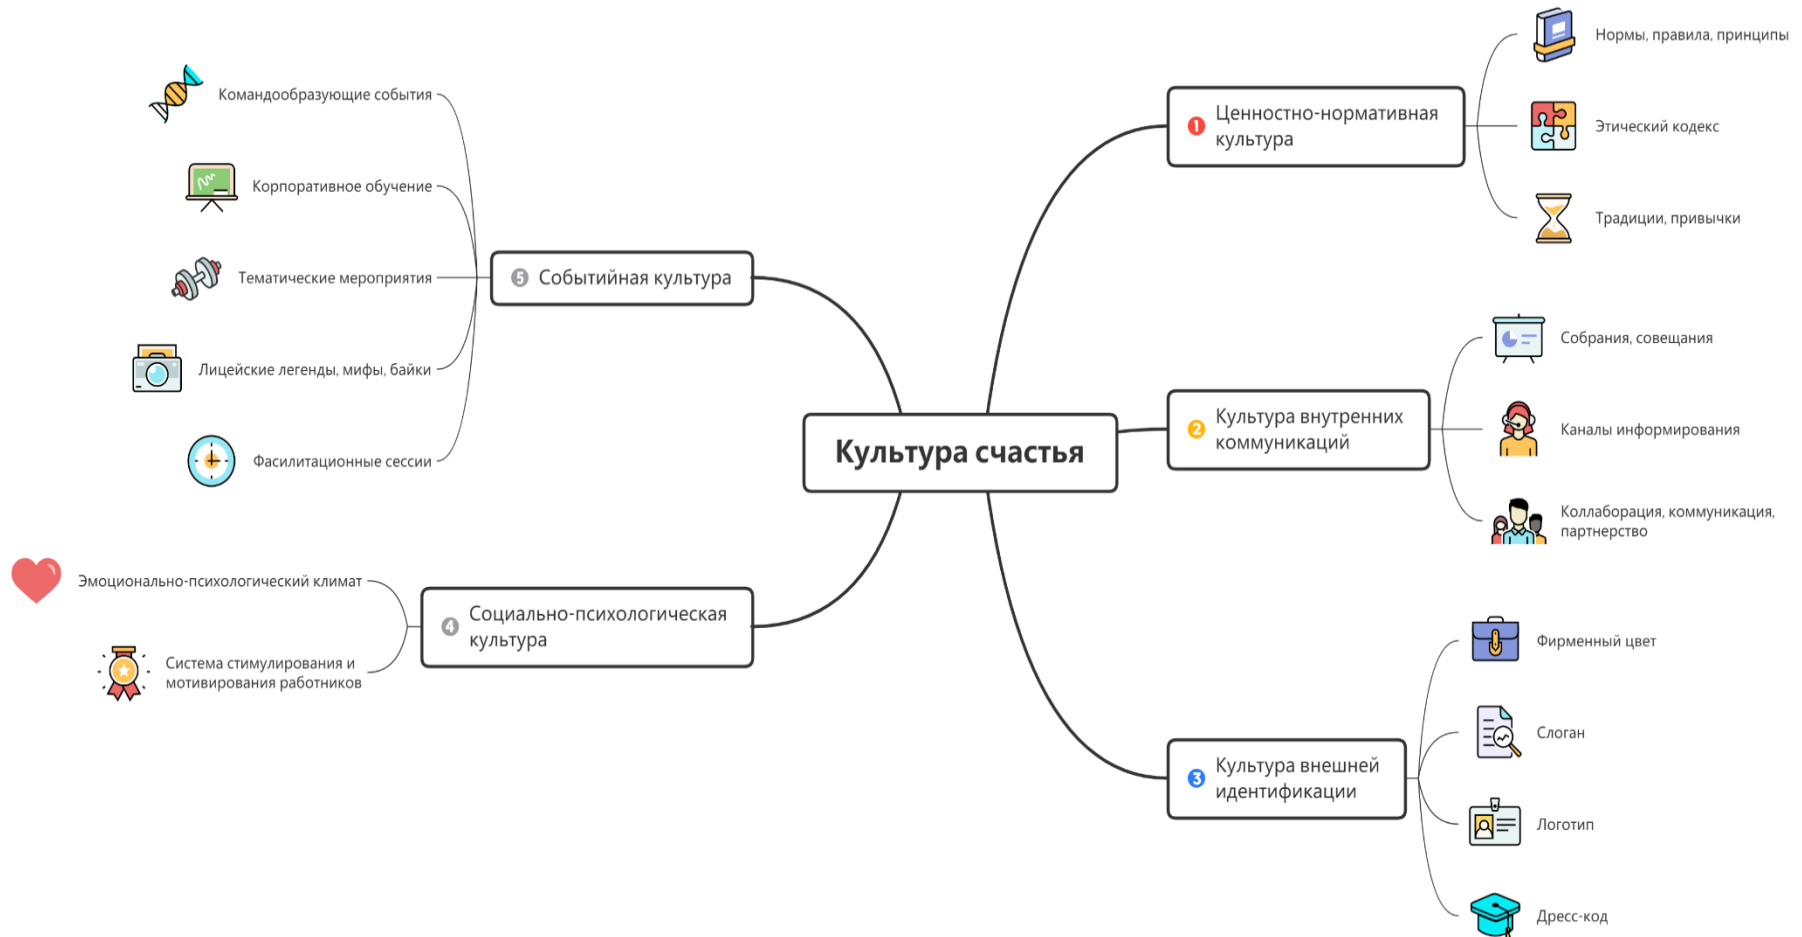 Культура счастья
1
Ценностно-нормативная
культура
Нормы, правила, принципы
Этический кодекс
Традиции, привычки
2
Культура внутренних
коммуникаций
Собрания, совещания
Каналы информирования
Коллаборация, коммуникация,
партнерство
3
Культура внешней
идентификации
Фирменный цвет
Слоган
Логотип
Дресс-код
4
Социально-психологическая
культура
Эмоционально-психологический климат
Система стимулирования и
мотивирования работников
5
Событийная культура
Командообразующие события
Корпоративное обучение
Тематические мероприятия
Лицейские легенды, мифы, байки
Фасилитационные сессии